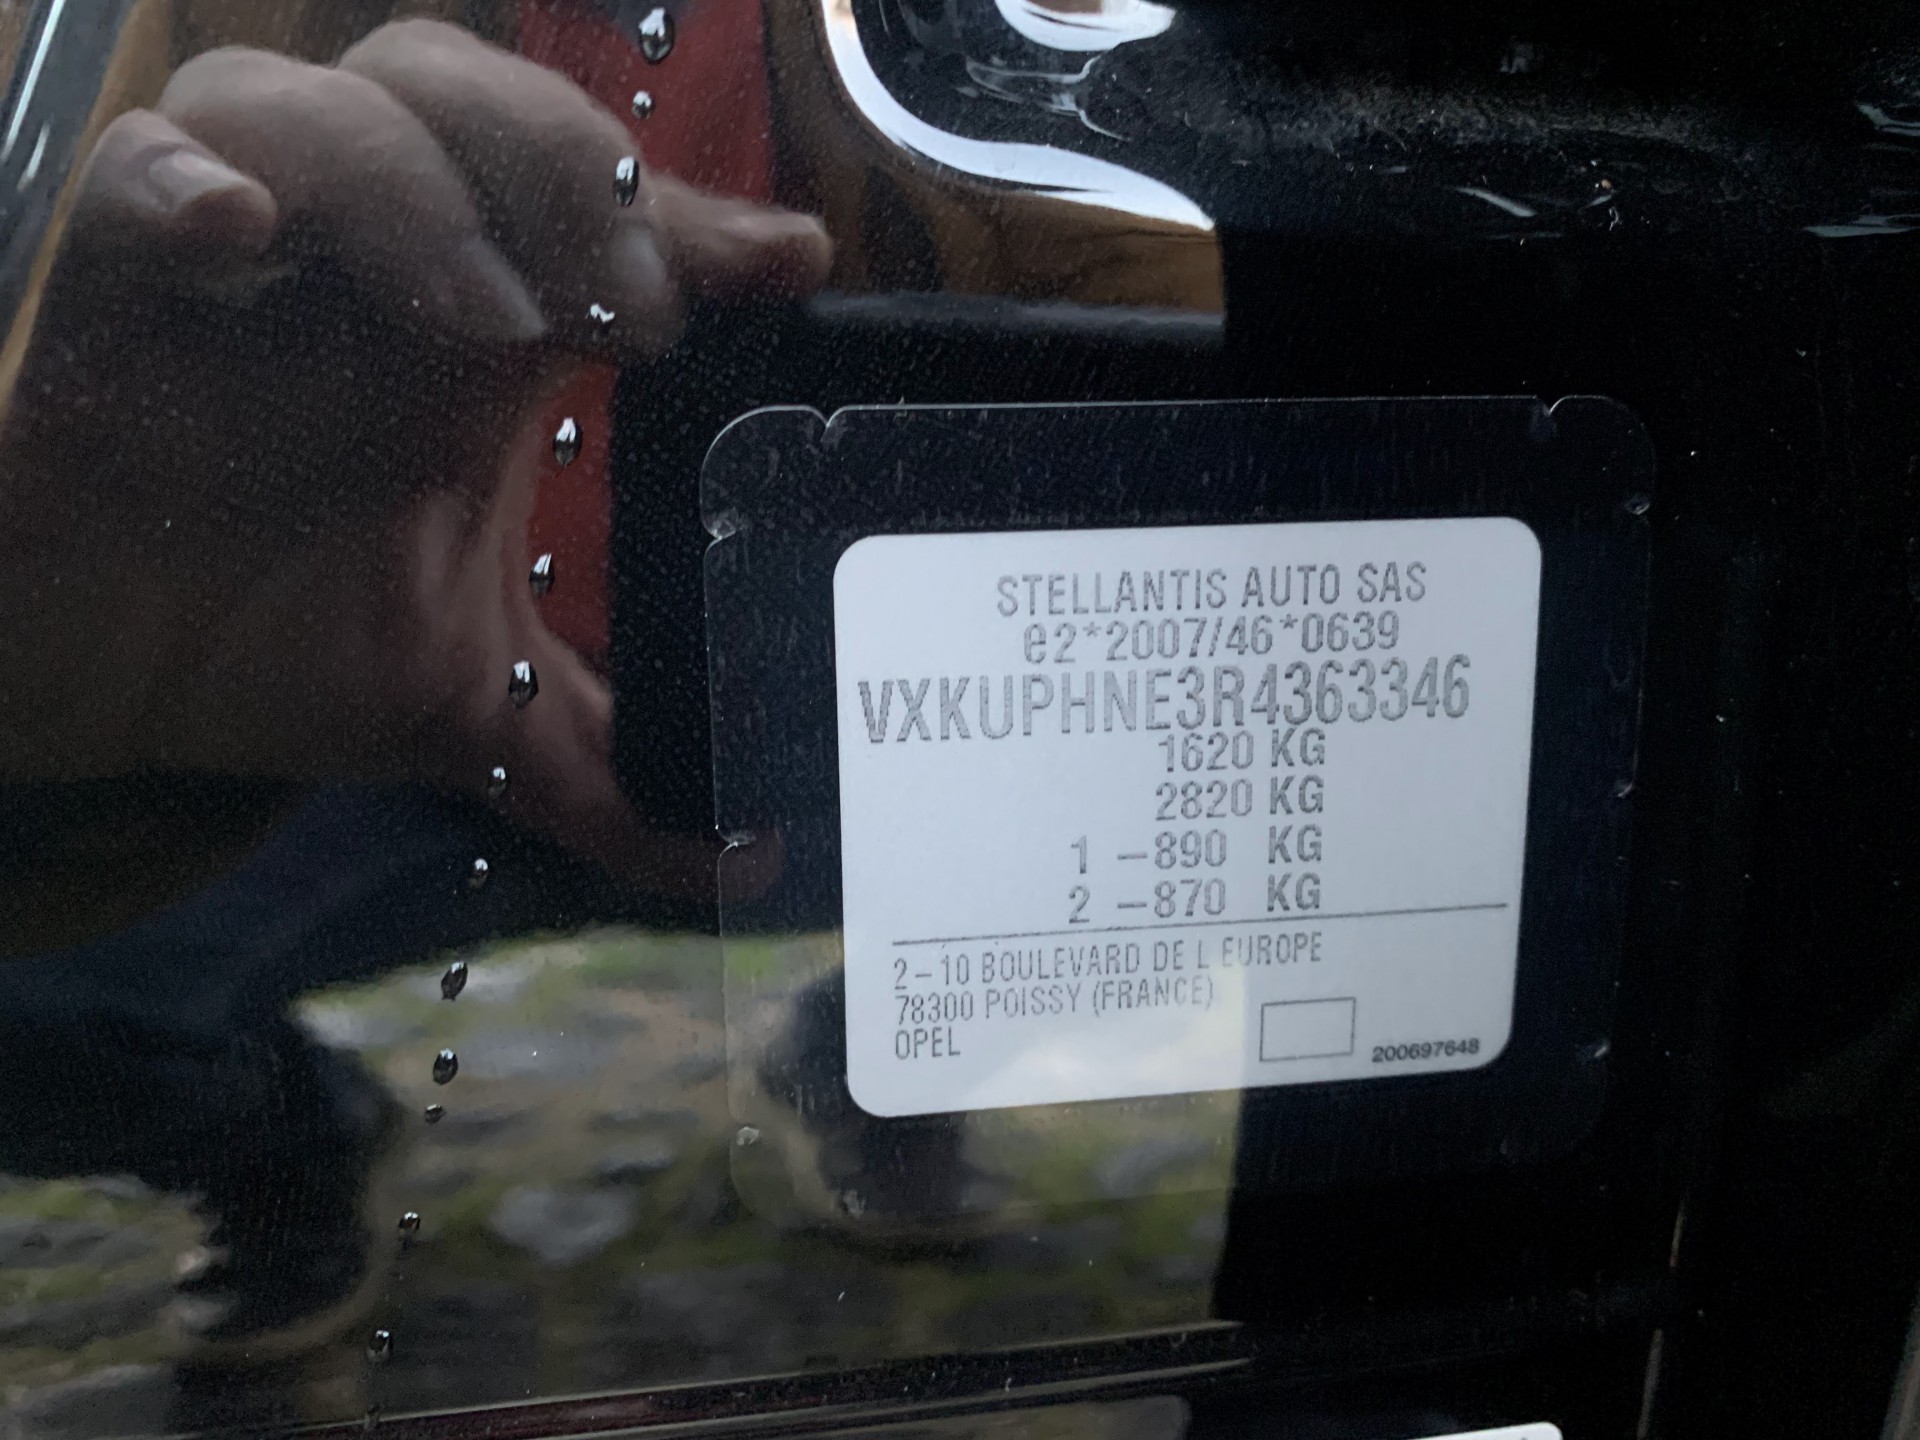 STELLANTIS AUTO SAS
e2*2007/46*0639
VXKUPHNE3R4363346
1620 KG
2820 KG
1 -890 KG
2 -870 KG
2-10 BOULEVARD DE L EUROPE
78300 POISSY (FRANCE)
OPEL
200697648